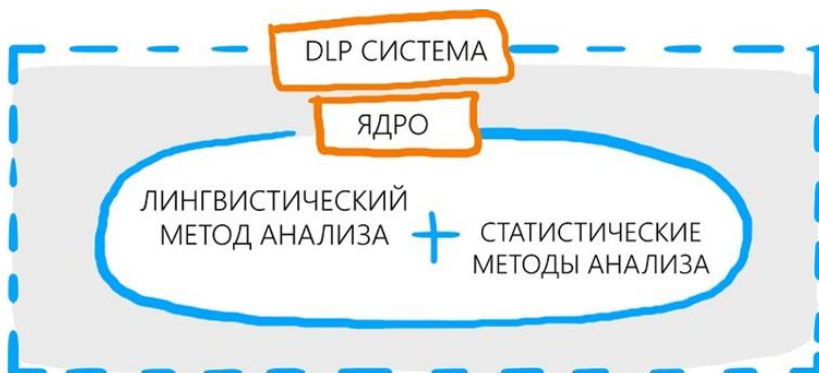 DLP СИСТЕМА
ЯДРО
ЛИНГВИСТИЧЕСКИЙ
МЕТОД АНАЛИЗА
+
СТАТИСТИЧЕСКИЕ
МЕТОДЫ АНАЛИЗА